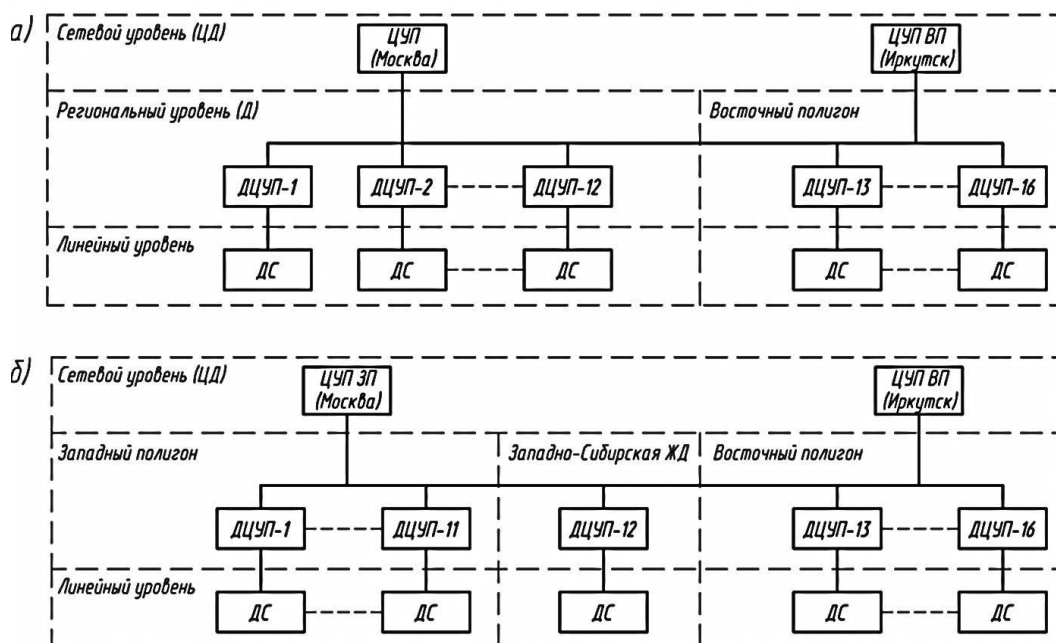 а)
Сетевой уровень (ЦД)
ЦУП
(Москва)
ЦУП ВП
(Иркутск)
Региональный уровень (Д)
Восточный полигон
ДЦУП-1
ДЦУП-2
ДЦУП-12
ДЦУП-13
ДЦУП-16
Линейный уровень
ДС
ДС
ДС
ДС
ДС
б)
Сетевой уровень (ЦД)
ЦУП ЗП
(Москва)
ЦУП ВП
(Иркутск)
Западный полигон
Западно-Сибирская ЖД
Восточный полигон
ДЦУП-1
ДЦУП-11
ДЦУП-12
ДЦУП-13
ДЦУП-16
Линейный уровень
ДС
ДС
ДС
ДС
ДС